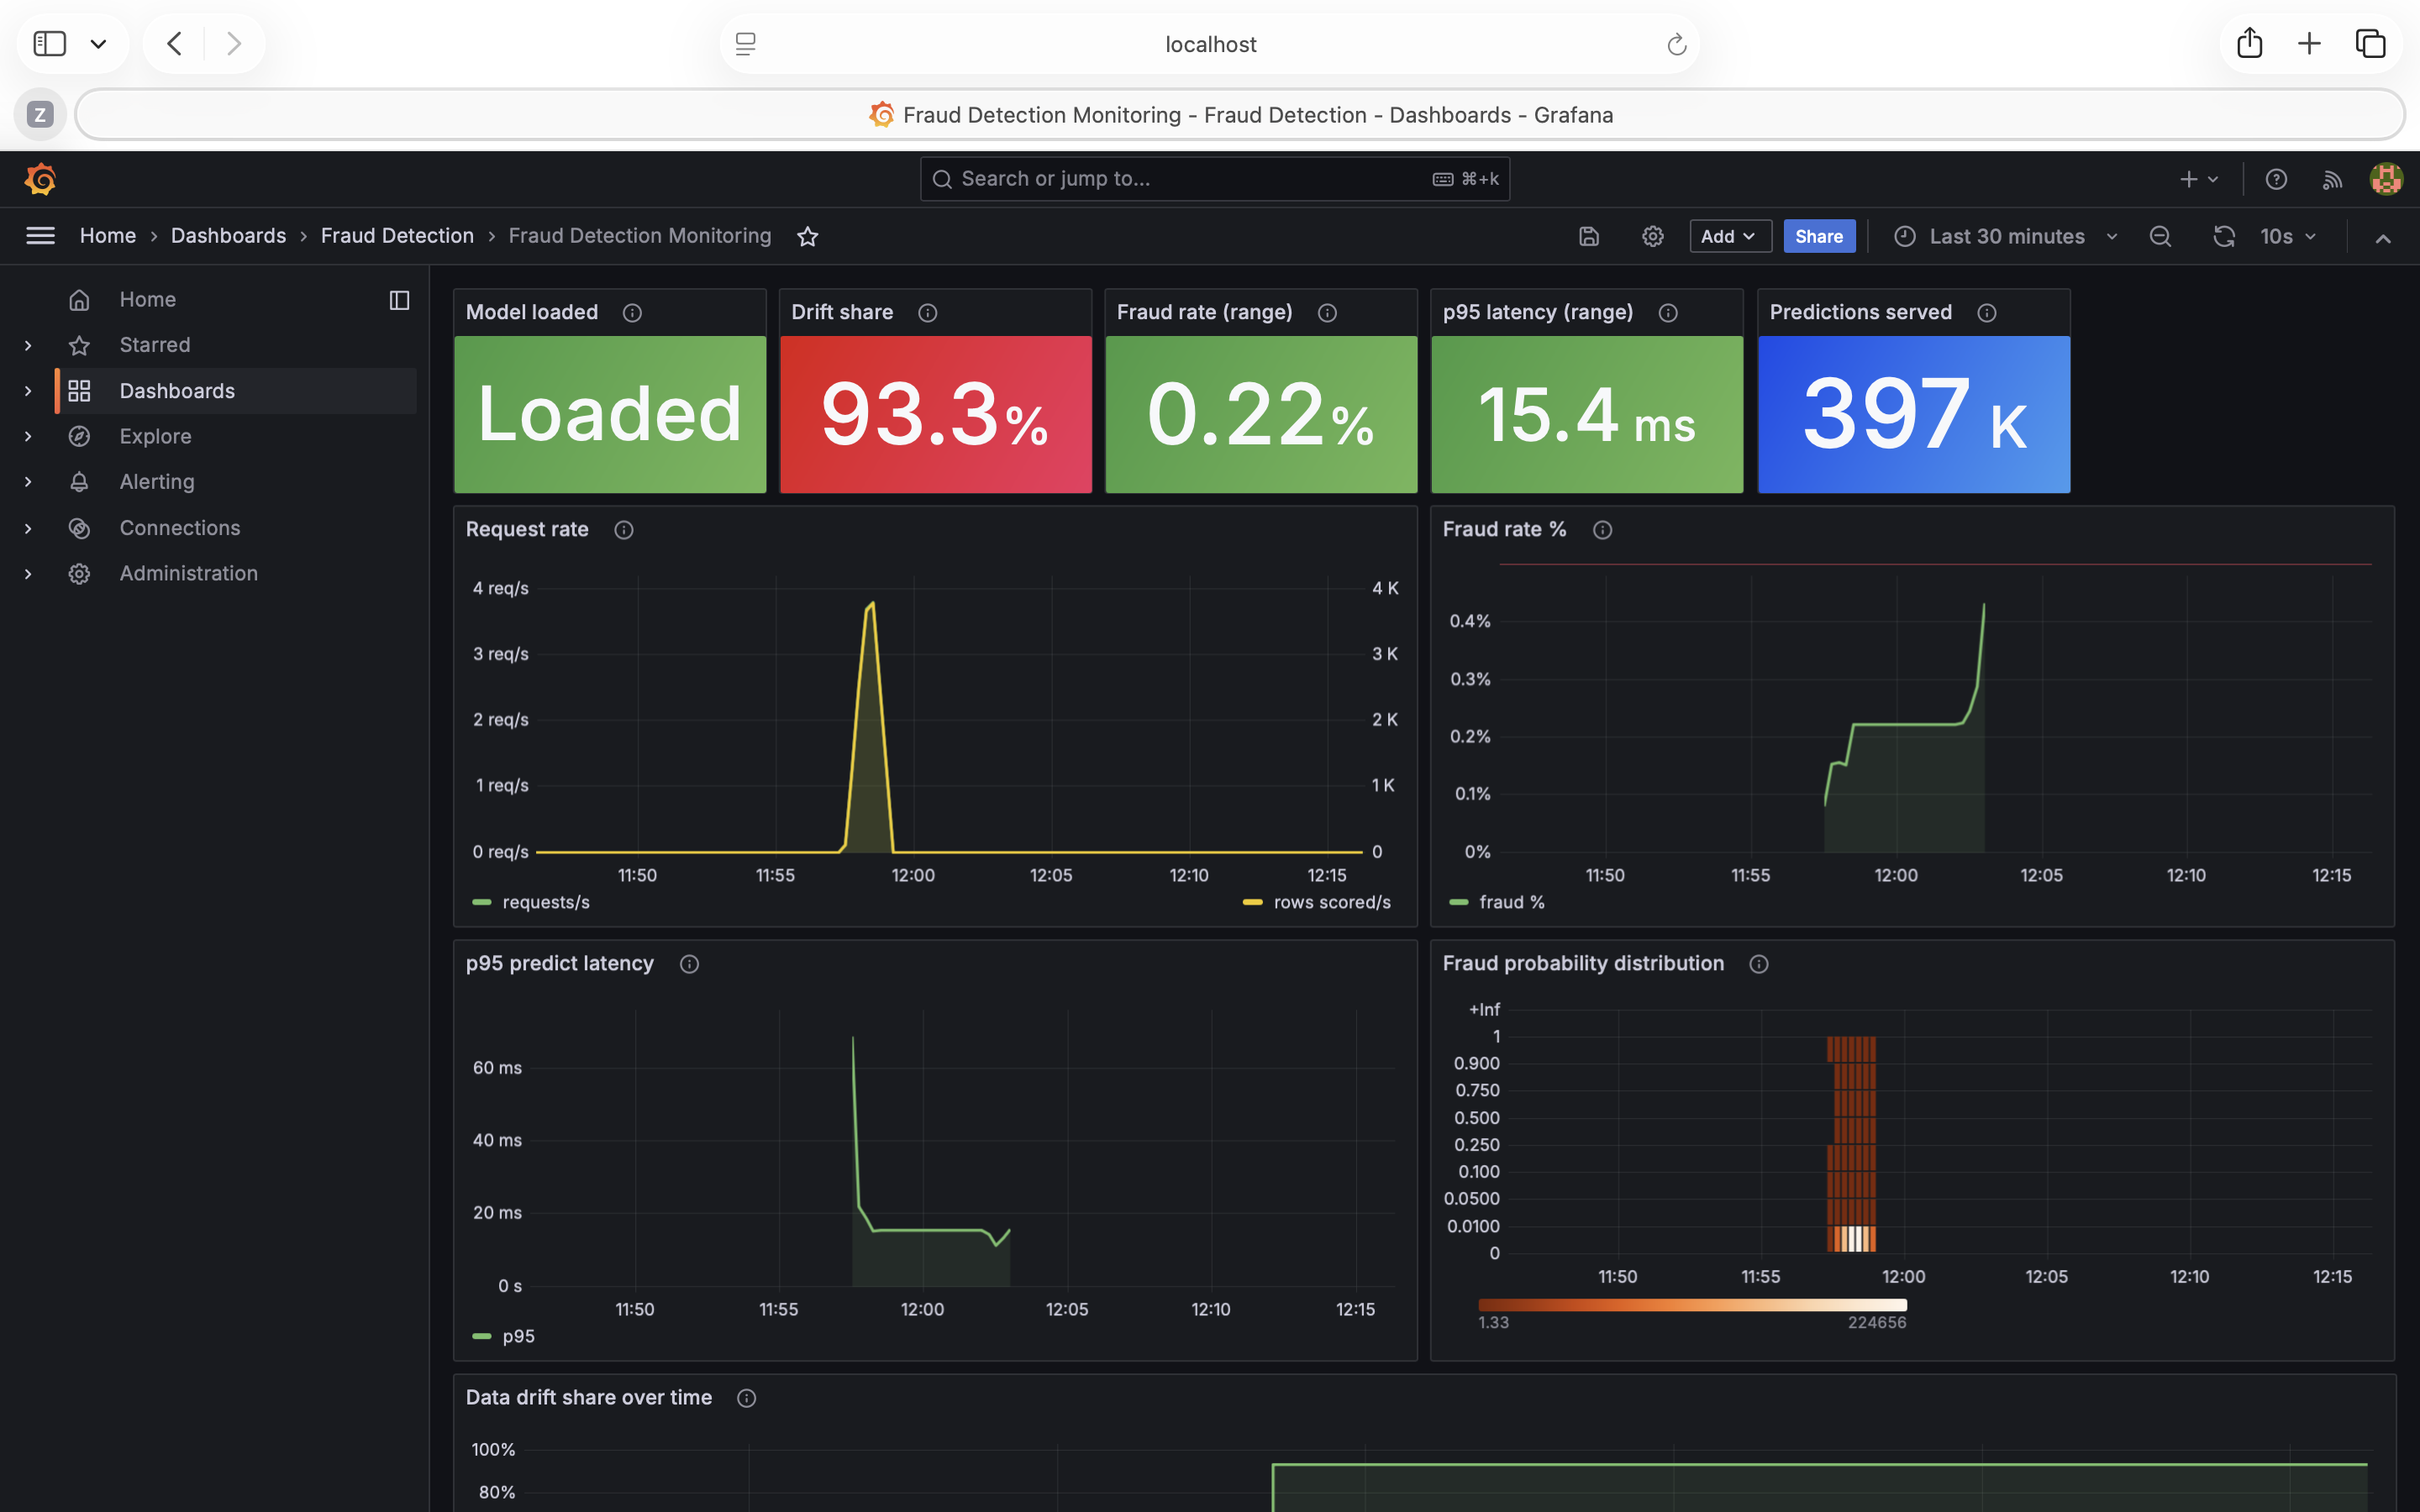 localhost
Z
Fraud Detection Monitoring - Fraud Detection - Dashboards - Grafana
Search or jump to... ⌘+k
Home › Dashboards › Fraud Detection › Fraud Detection Monitoring
Add Share Last 30 minutes 10s
Home
Starred
Dashboards
Explore
Alerting
Connections
Administration
Model loaded
Loaded
Drift share
93.3%
Fraud rate (range)
0.22%
p95 latency (range)
15.4 ms
Predictions served
397 K
Request rate
4 req/s 4 K
3 req/s 3 K
2 req/s 2 K
1 req/s 1 K
0 req/s 0
11:50 11:55 12:00 12:05 12:10 12:15
requests/s rows scored/s
Fraud rate %
0.4%
0.3%
0.2%
0.1%
0%
11:50 11:55 12:00 12:05 12:10 12:15
fraud %
p95 predict latency
60 ms
40 ms
20 ms
0 s
11:50 11:55 12:00 12:05 12:10 12:15
p95
Fraud probability distribution
+Inf
1
0.900
0.750
0.500
0.250
0.100
0.0500
0.0100
0
11:50 11:55 12:00 12:05 12:10 12:15
1.33 224656
Data drift share over time
100%
80%